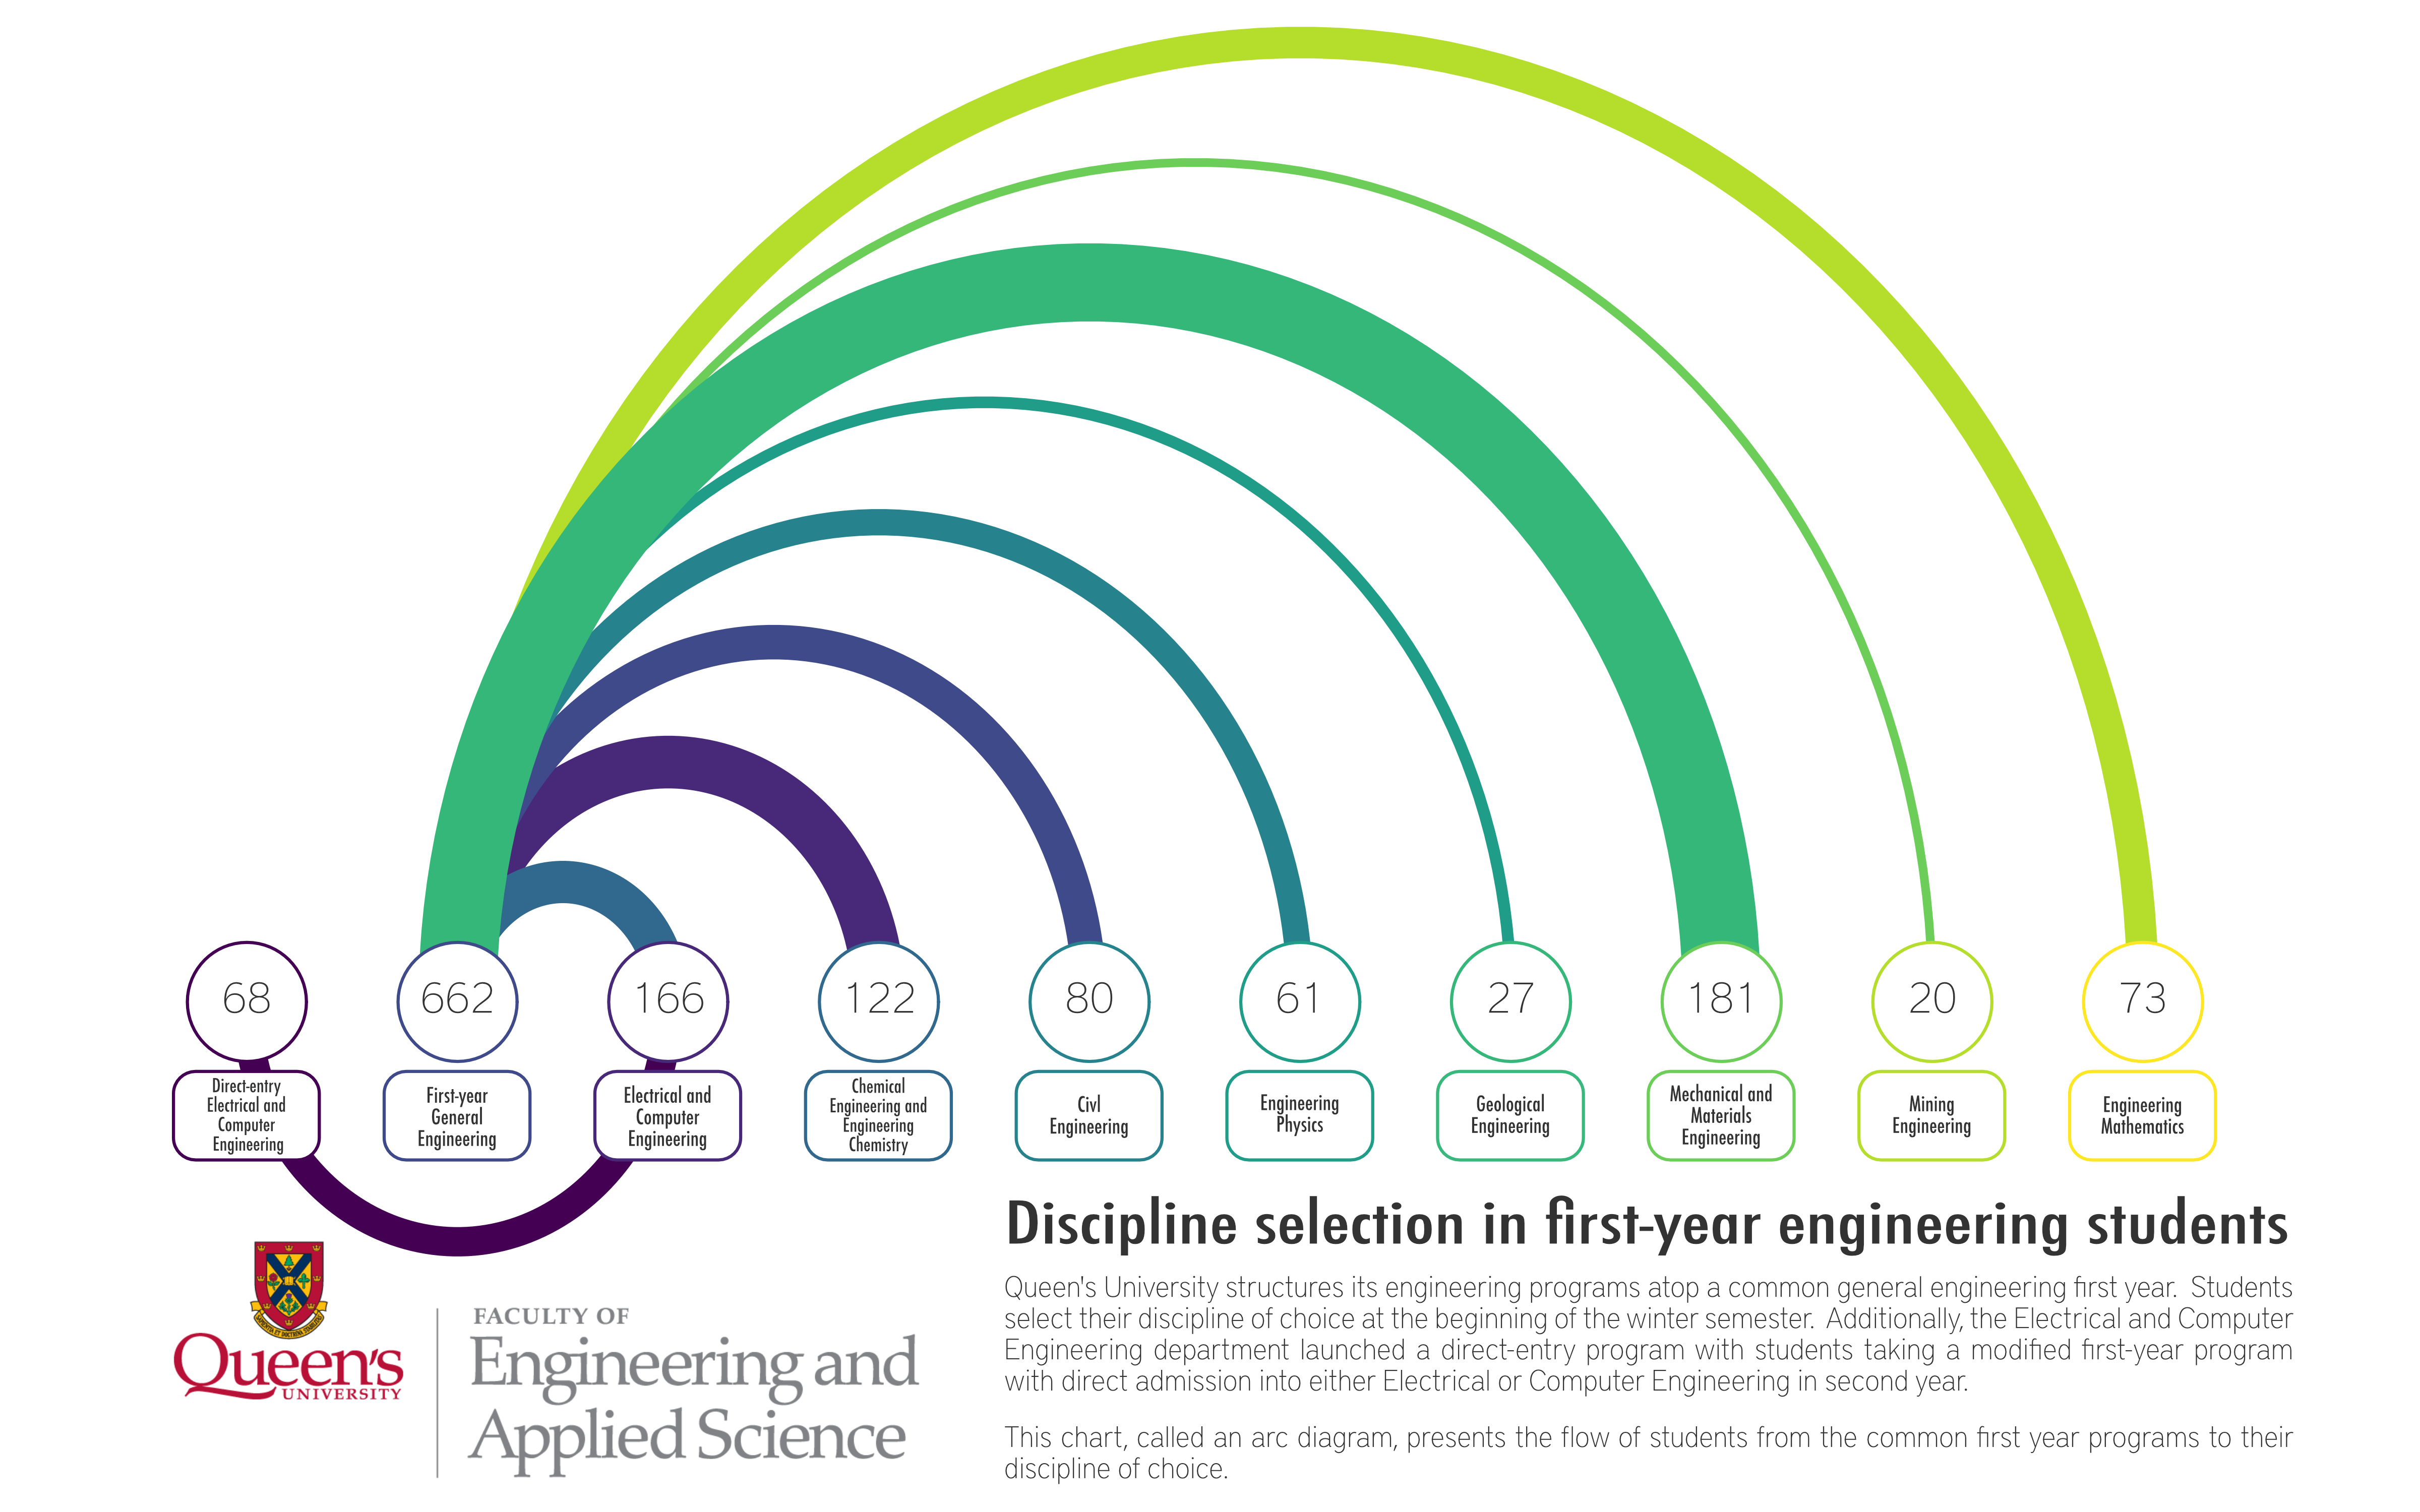 68
662
166
122
80
61
27
181
20
73
Direct-entry
Electrical and
Computer
Engineering
First-year
General
Engineering
Electrical and
Computer
Engineering
Chemical
Engineering and
Engineering
Chemistry
Civl
Engineering
Engineering
Physics
Geological
Engineering
Mechanical and
Materials
Engineering
Mining
Engineering
Engineering
Mathematics
Discipline selection in first-year engineering students
Queen's University structures its engineering programs atop a common general engineering first year. Students
select their discipline of choice at the beginning of the winter semester. Additionally, the Electrical and Computer
Engineering department launched a direct-entry program with students taking a modified first-year program
with direct admission into either Electrical or Computer Engineering in second year.
This chart, called an arc diagram, presents the flow of students from the common first year programs to their
discipline of choice.
Queen's
UNIVERSITY
FACULTY OF
Engineering and
Applied Science